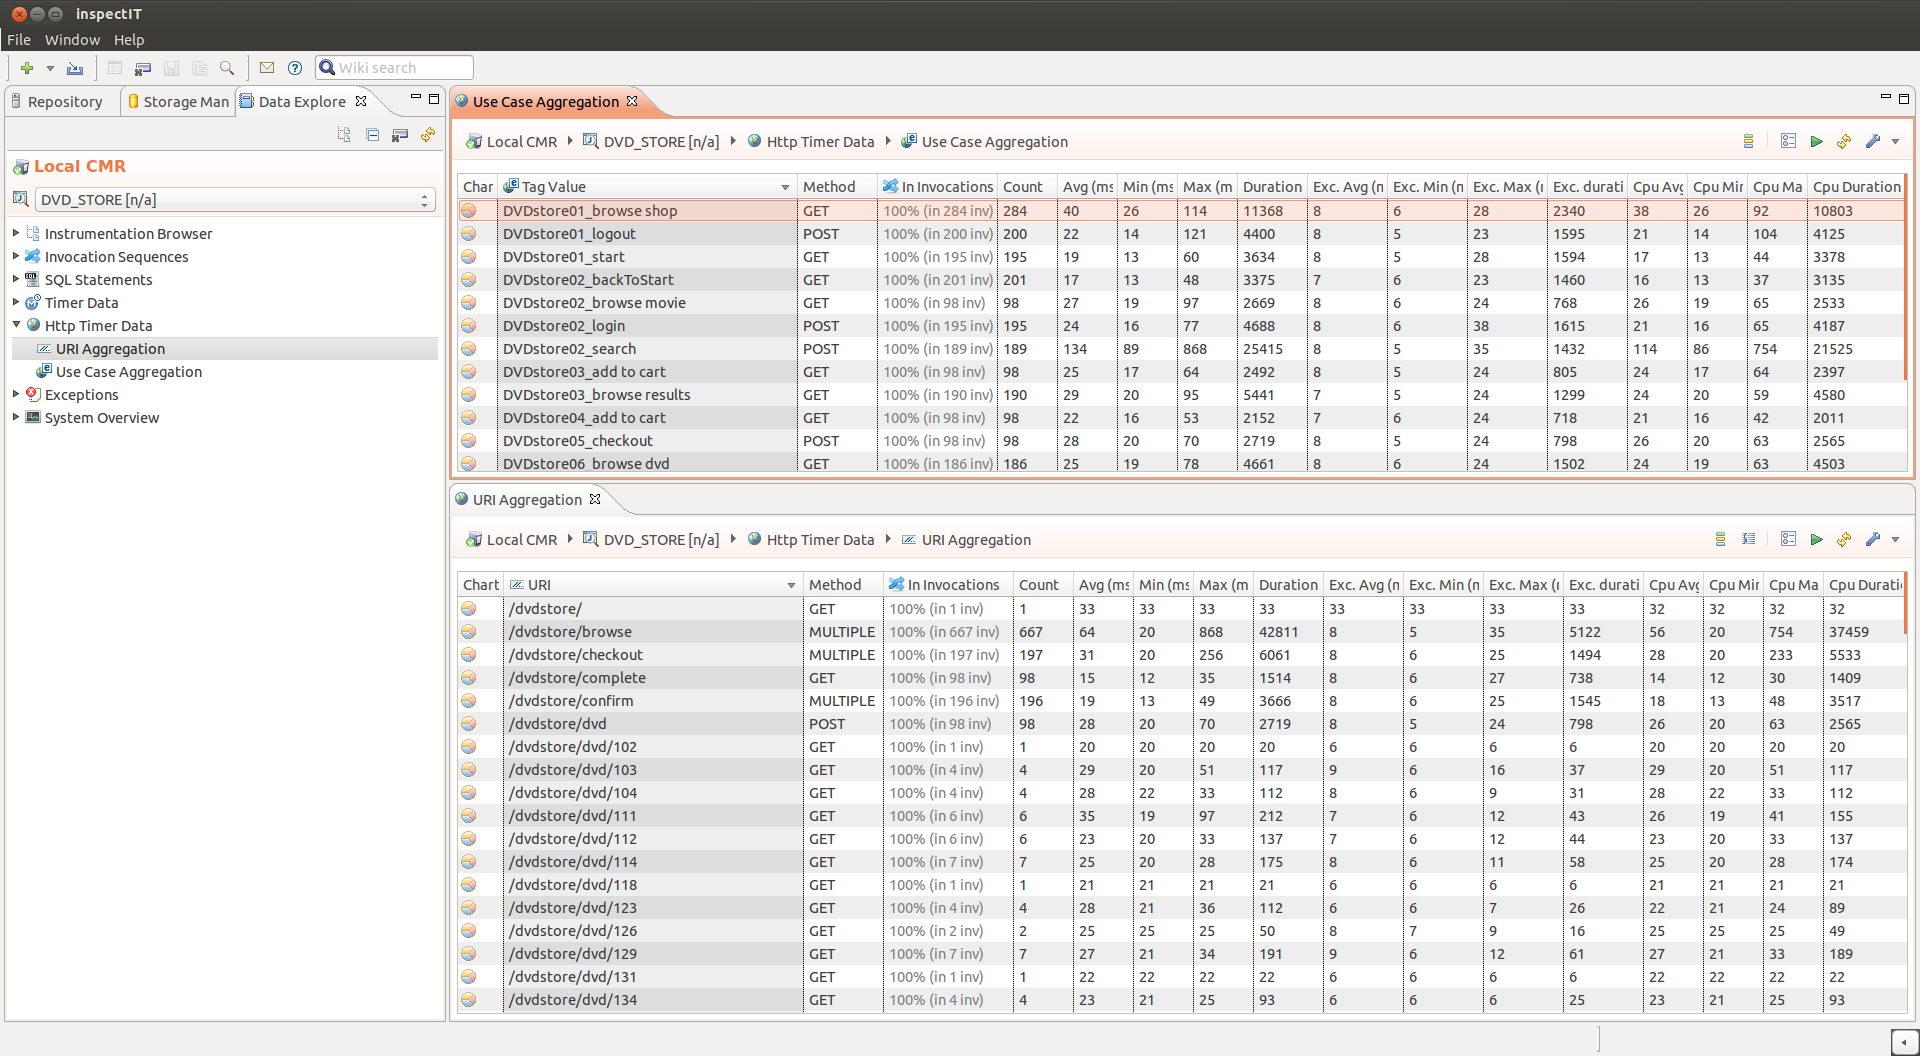 inspectIT
File Window Help
Wiki search
Repository Storage Man Data Explore
Local CMR
DVD_STORE [n/a]
Instrumentation Browser
Invocation Sequences
SQL Statements
Timer Data
Http Timer Data
URI Aggregation
Use Case Aggregation
Exceptions
System Overview
Use Case Aggregation
Local CMR DVD_STORE [n/a] Http Timer Data Use Case Aggregation
Char Tag Value Method In Invocations Count Avg (ms Min (ms Max (m Duration Exc. Avg (n Exc. Min (n Exc. Max (r Exc. durati Cpu Avg Cpu Mir Cpu Ma Cpu Duration
DVDstore01_browse shop GET 100% (in 284 inv) 284 40 26 114 11368 8 6 28 2340 38 26 92 10803
DVDstore01_logout POST 100% (in 200 inv) 200 22 14 121 4400 8 5 23 1595 21 14 104 4125
DVDstore01_start GET 100% (in 195 inv) 195 19 13 60 3634 8 5 28 1594 17 13 44 3378
DVDstore02_backToStart GET 100% (in 201 inv) 201 17 13 48 3375 7 6 23 1460 16 13 37 3135
DVDstore02_browse movie GET 100% (in 98 inv) 98 27 19 97 2669 8 6 24 768 26 19 65 2533
DVDstore02_login POST 100% (in 195 inv) 195 24 16 77 4688 8 6 38 1615 21 16 65 4187
DVDstore02_search POST 100% (in 189 inv) 189 134 89 868 25415 8 5 35 1432 114 86 754 21525
DVDstore03_add to cart GET 100% (in 98 inv) 98 25 17 64 2492 8 5 24 805 24 17 64 2397
DVDstore03_browse results GET 100% (in 190 inv) 190 29 20 95 5441 7 5 24 1299 24 20 59 4580
DVDstore04_add to cart GET 100% (in 98 inv) 98 22 16 53 2152 7 6 24 718 21 16 42 2011
DVDstore05_checkout POST 100% (in 98 inv) 98 28 20 70 2719 8 5 24 798 26 20 63 2565
DVDstore06_browse dvd GET 100% (in 186 inv) 186 25 19 78 4661 8 6 24 1502 24 19 63 4503
URI Aggregation
Local CMR DVD_STORE [n/a] Http Timer Data URI Aggregation
Chart URI Method In Invocations Count Avg (ms Min (ms Max (m Duration Exc. Avg (n Exc. Min (n Exc. Max (r Exc. durati Cpu Avg Cpu Mir Cpu Ma Cpu Durati
/dvdstore/ GET 100% (in 1 inv) 1 33 33 33 33 33 33 33 33 32 32 32 32
/dvdstore/browse MULTIPLE 100% (in 667 inv) 667 64 20 868 42811 8 5 35 5122 56 20 754 37459
/dvdstore/checkout MULTIPLE 100% (in 197 inv) 197 31 20 256 6061 8 6 25 1494 28 20 233 5533
/dvdstore/complete GET 100% (in 98 inv) 98 15 12 35 1514 8 6 27 738 14 12 30 1409
/dvdstore/confirm MULTIPLE 100% (in 196 inv) 196 19 13 49 3666 8 6 25 1545 18 13 48 3517
/dvdstore/dvd POST 100% (in 98 inv) 98 28 20 70 2719 8 5 24 798 26 20 63 2565
/dvdstore/dvd/102 GET 100% (in 1 inv) 1 20 20 20 20 6 6 6 6 20 20 20 20
/dvdstore/dvd/103 GET 100% (in 4 inv) 4 29 20 51 117 9 6 16 37 29 20 51 117
/dvdstore/dvd/104 GET 100% (in 4 inv) 4 28 22 33 112 8 6 9 31 28 22 33 112
/dvdstore/dvd/111 GET 100% (in 6 inv) 6 35 19 97 212 7 6 12 43 26 19 41 155
/dvdstore/dvd/112 GET 100% (in 6 inv) 6 23 20 33 137 7 6 12 44 23 20 33 137
/dvdstore/dvd/114 GET 100% (in 7 inv) 7 25 20 28 175 8 6 11 58 25 20 28 174
/dvdstore/dvd/118 GET 100% (in 1 inv) 1 21 21 21 21 6 6 6 6 21 21 21 21
/dvdstore/dvd/123 GET 100% (in 4 inv) 4 28 21 36 112 6 6 7 26 22 21 24 89
/dvdstore/dvd/126 GET 100% (in 2 inv) 2 25 25 25 50 8 7 9 16 25 25 25 49
/dvdstore/dvd/129 GET 100% (in 7 inv) 7 27 21 34 191 9 6 12 61 27 21 33 189
/dvdstore/dvd/131 GET 100% (in 1 inv) 1 22 22 22 22 6 6 6 6 22 22 22 22
/dvdstore/dvd/134 GET 100% (in 4 inv) 4 23 21 25 93 6 6 6 25 23 21 25 93